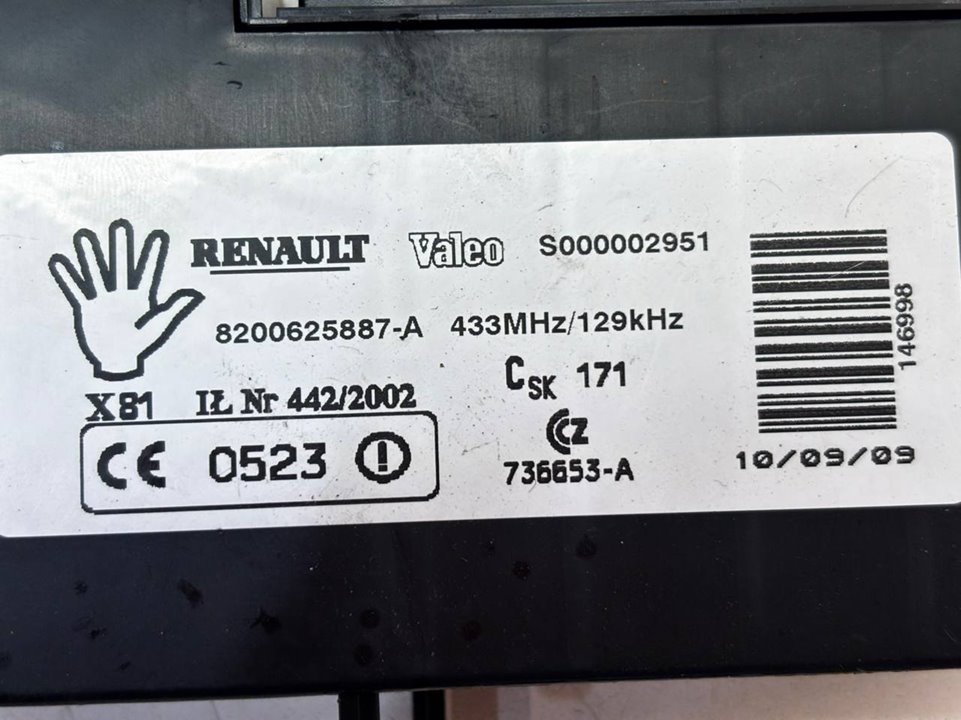 RENAULT Valeo S000002951
8200625887-A 433MHz/129kHz
X81 IŁ Nr 442/2002 CSK 171
CE 0523
CZ
736653-A
146998
10/09/09